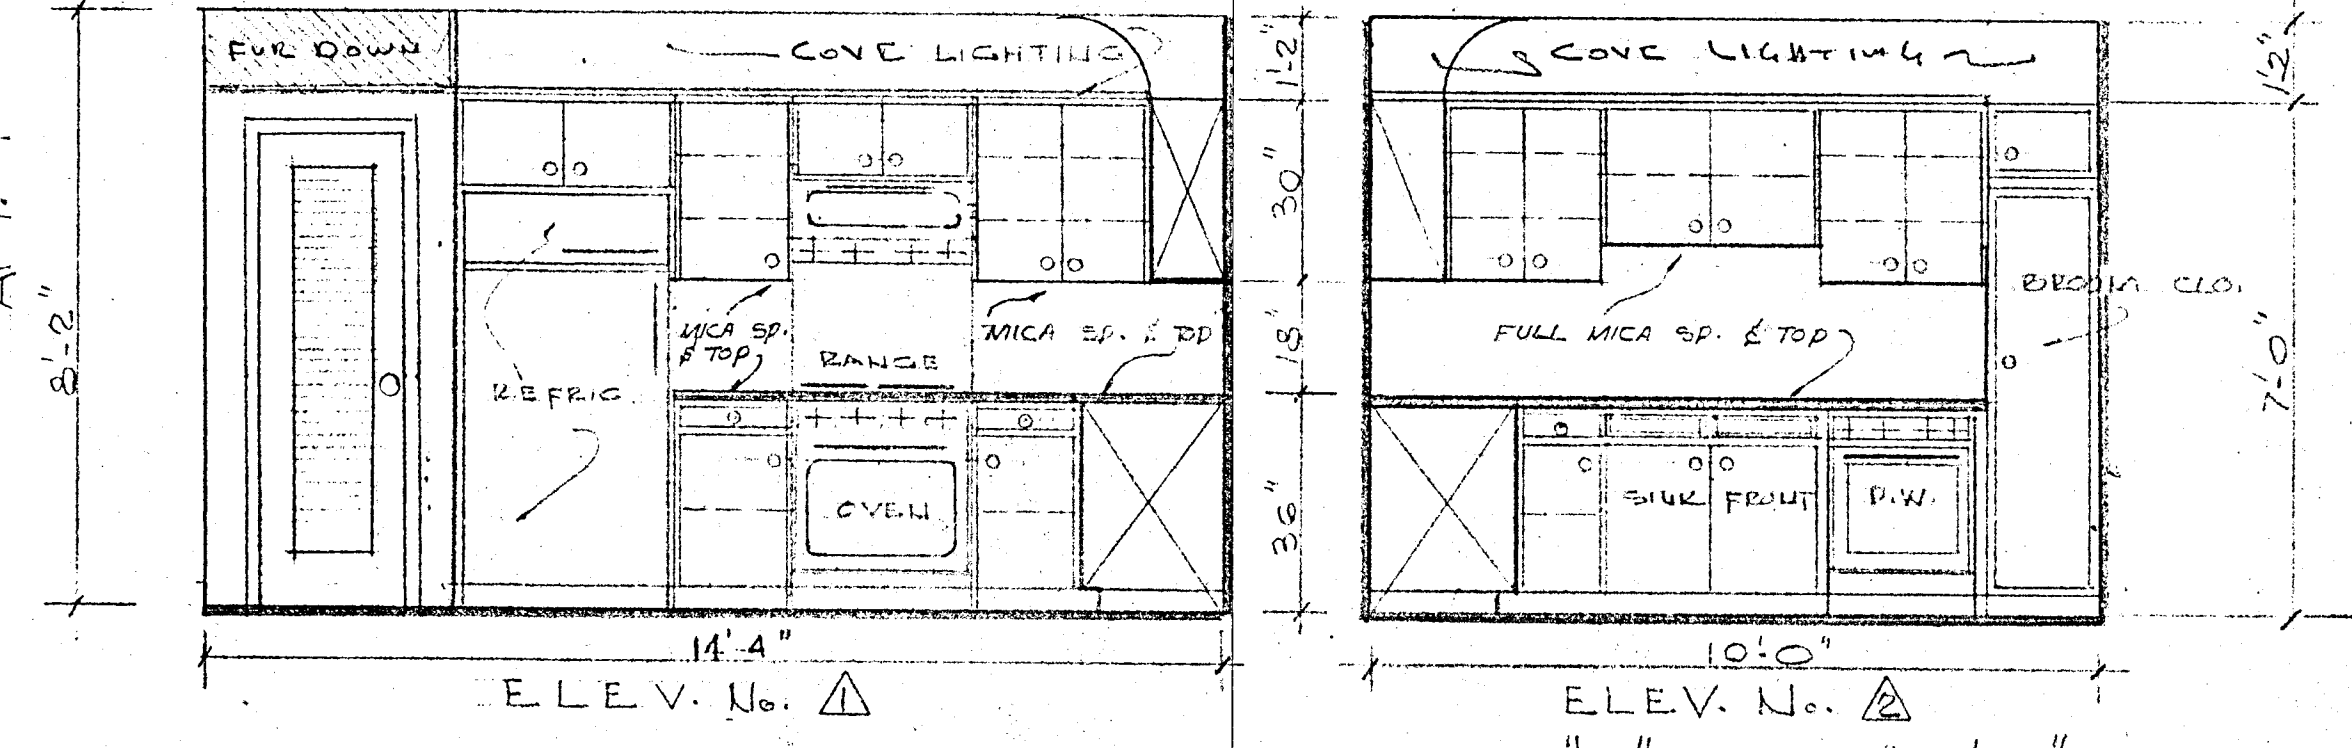 FUR DOWN
COVE LIGHTING
8'-2"
REFRIC.
MICA SP.
& TOP
RANGE
MICA SP. & TOP
OVEN
14'-4"
ELEV. No. 1
1'-2"
30"
18"
36"
COVE LIGHTING
FULL MICA SP. & TOP
BROOM CLO.
SINK FRONT
D.W.
1'2"
7'-0"
10'-0"
ELEV. No. 2